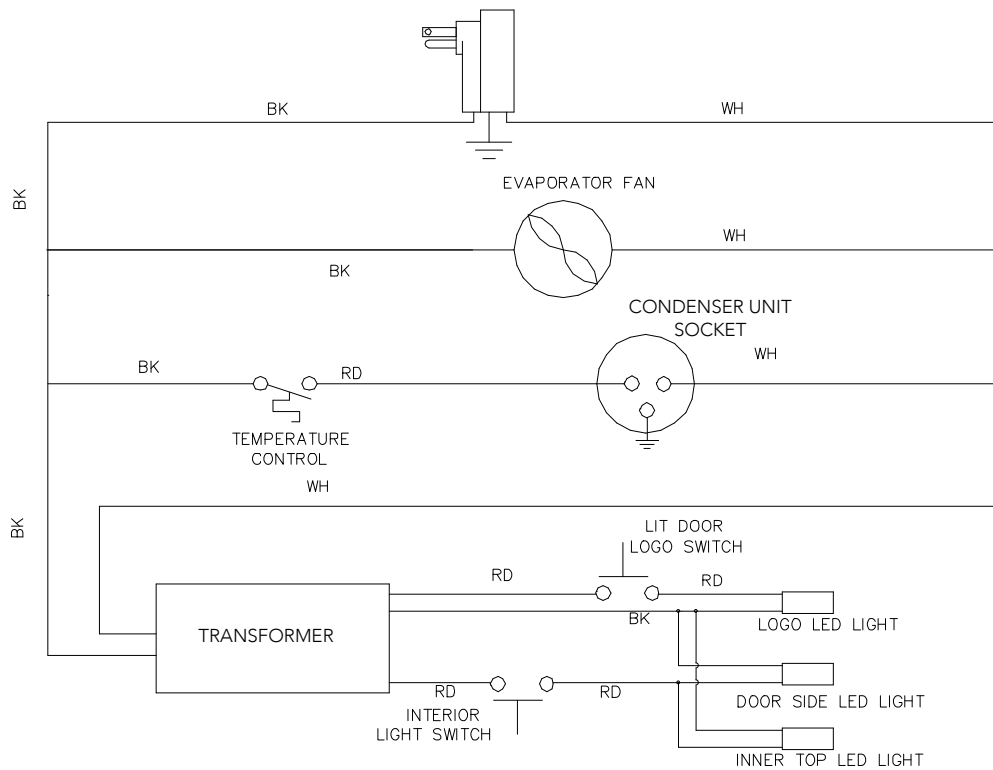 BK
WH
BK
EVAPORATOR FAN
WH
BK
CONDENSER UNIT
SOCKET
WH
BK
RD
TEMPERATURE
CONTROL
WH
BK
LIT DOOR
LOGO SWITCH
RD
RD
BK
LOGO LED LIGHT
TRANSFORMER
RD
RD
DOOR SIDE LED LIGHT
INTERIOR
LIGHT SWITCH
INNER TOP LED LIGHT